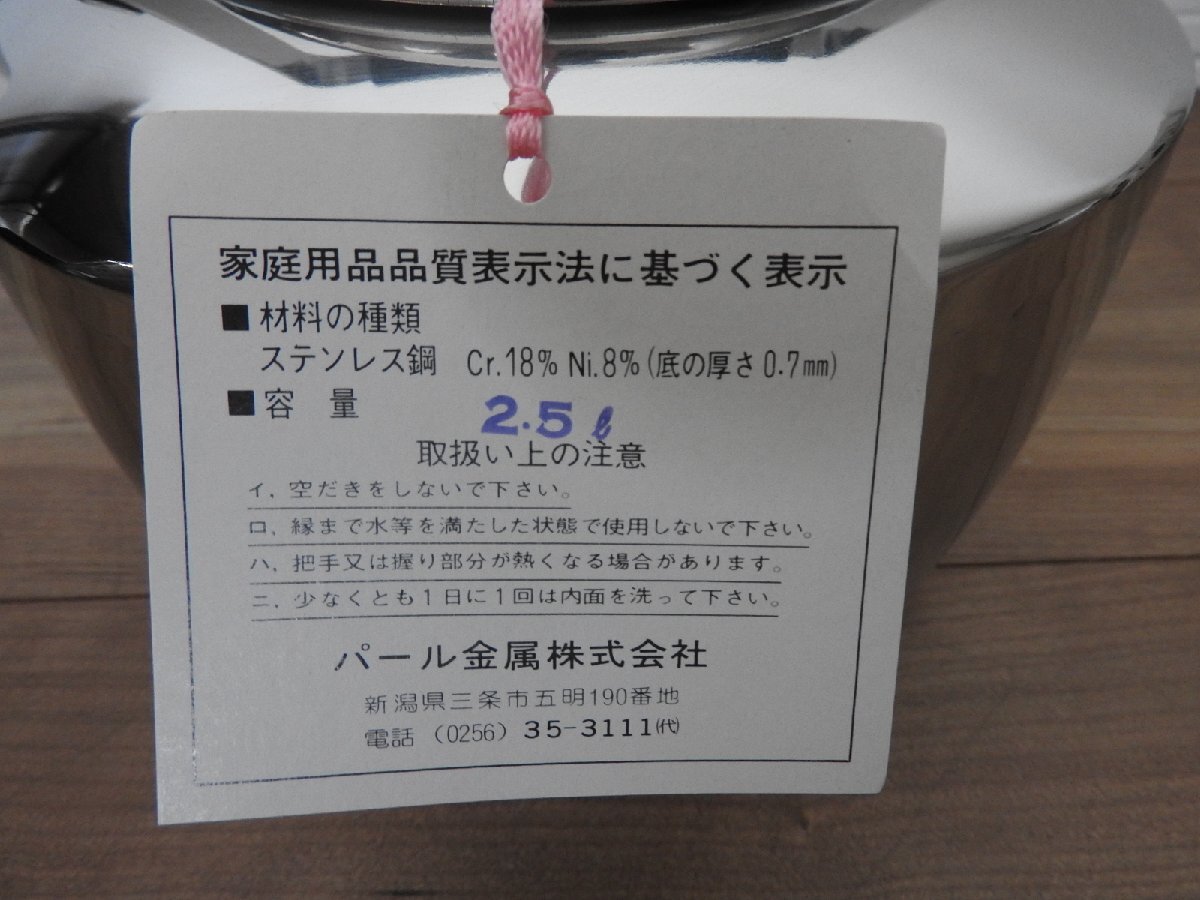 家庭用品品質表示法に基づく表示
■材料の種類
ステンレス鋼 Cr.18% Ni.8%(底の厚さ0.7mm)
■容 量 2.5ℓ
取扱い上の注意
イ、空だきをしないで下さい。
ロ、縁まで水等を満たした状態で使用しないで下さい。
ハ、把手又は握り部分が熱くなる場合があります。
ニ、少なくとも1日に1回は内面を洗って下さい。
パール金属株式会社
新潟県三条市五明190番地
電話(0256)35-3111㈹